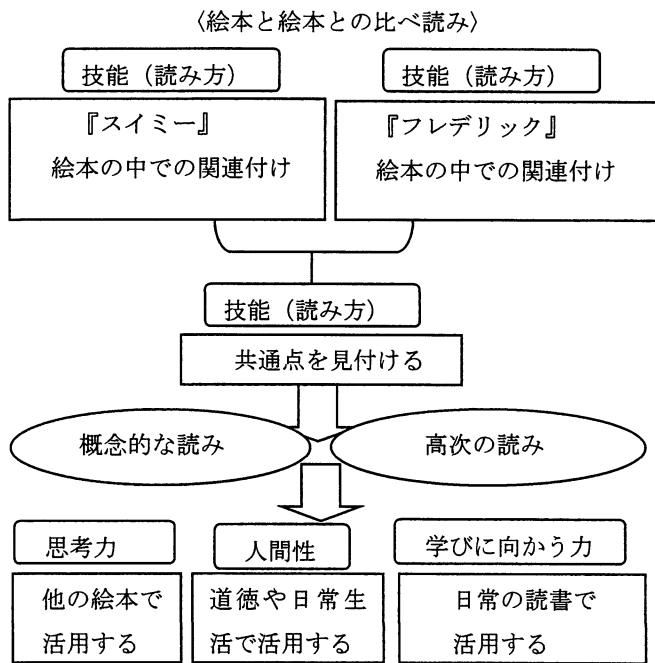 〈絵本と絵本との比べ読み〉
技能（読み方）
『スイミー』
絵本の中での関連付け
技能（読み方）
『フレデリック』
絵本の中での関連付け
技能（読み方）
共通点を見付ける
概念的な読み
高次の読み
思考力
他の絵本で
活用する
人間性
道徳や日常生
活で活用する
学びに向かう力
日常の読書で
活用する